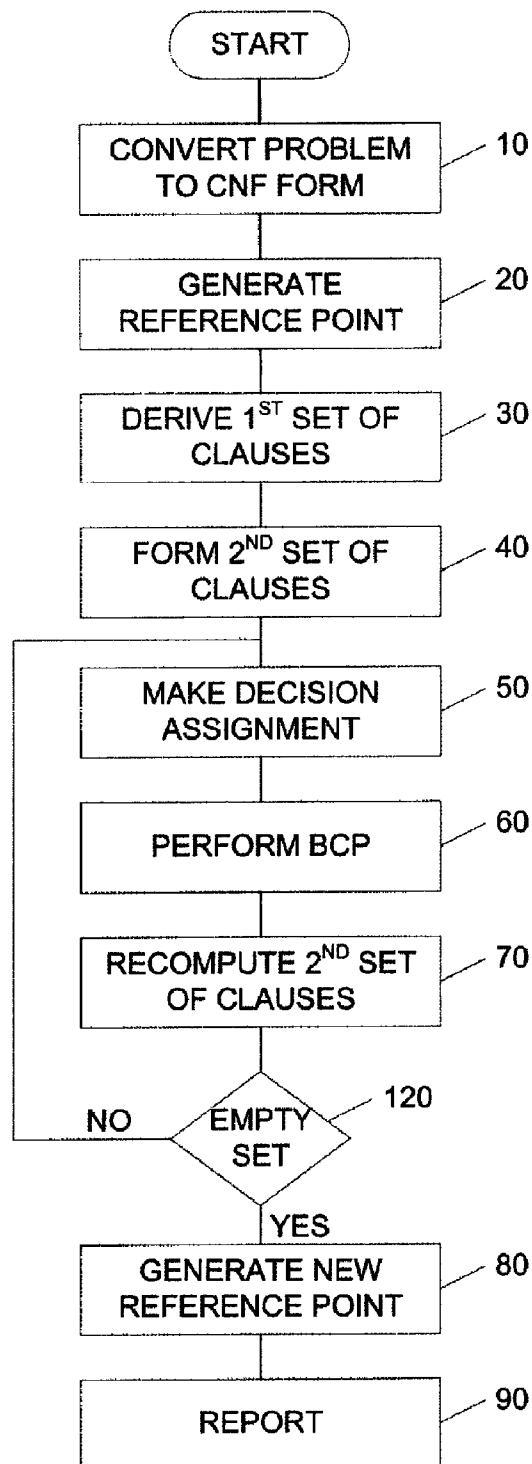 START
CONVERT PROBLEM
TO CNF FORM
10
GENERATE
REFERENCE POINT
20
DERIVE 1ST SET OF
CLAUSES
30
FORM 2ND SET OF
CLAUSES
40
MAKE DECISION
ASSIGNMENT
50
PERFORM BCP
60
RECOMPUTE 2ND SET
OF CLAUSES
70
120
NO
EMPTY
SET
YES
GENERATE NEW
REFERENCE POINT
80
REPORT
90